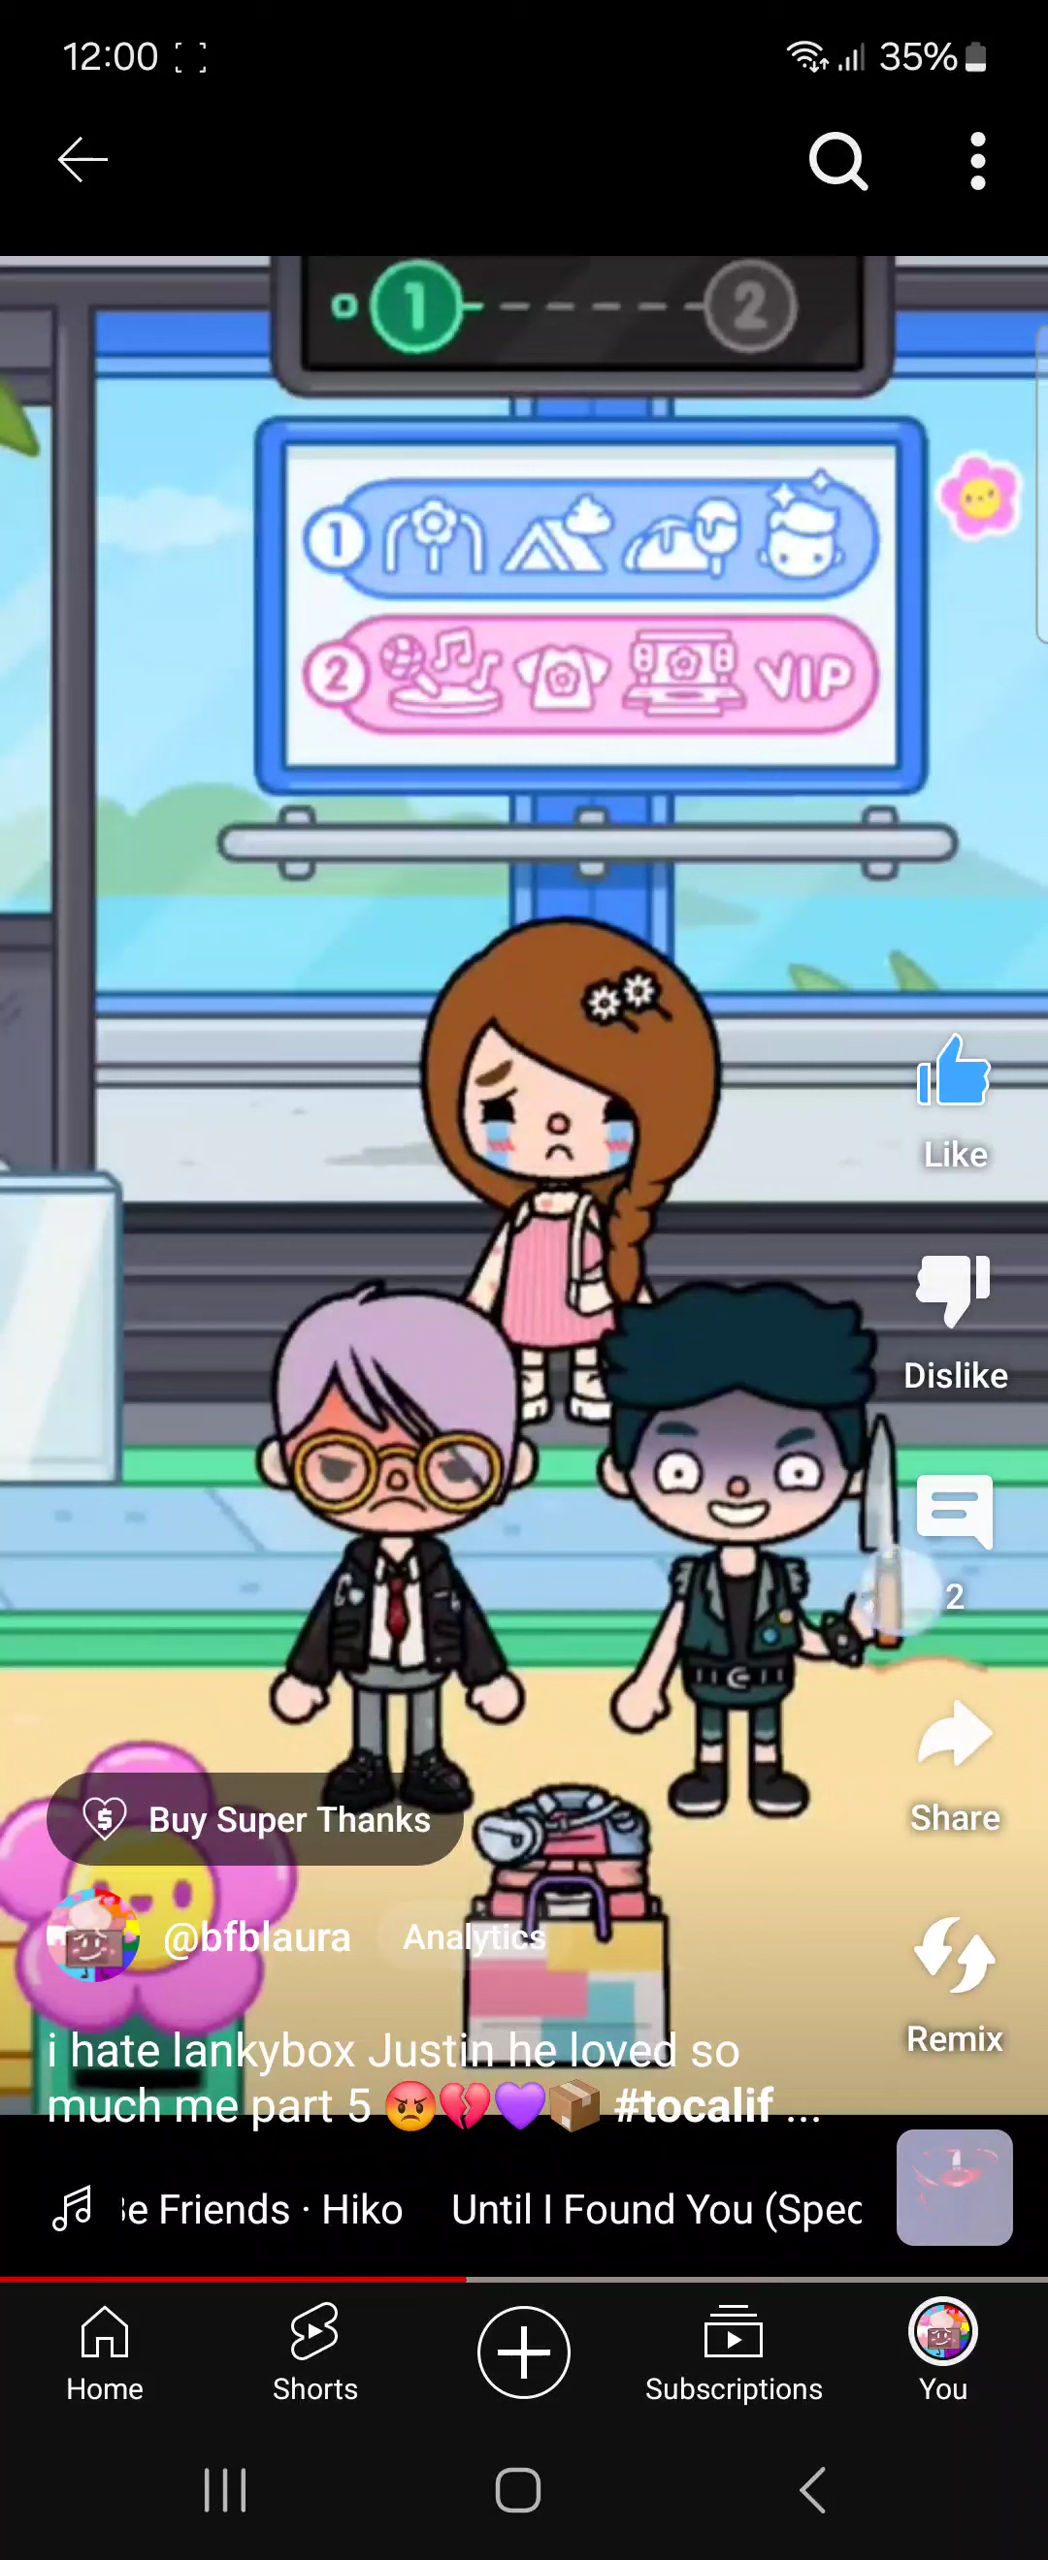 12:00
35%
1
2
1
2 VIP
Like
Dislike
2
Share
Buy Super Thanks
@bfblaura
Analytics
i hate lankybox Justin he loved so
much me part 5 😡💔💜📦 #tocalif ...
Remix
Friends · Hiko Until I Found You (Spec
Home
Shorts
Subscriptions
You